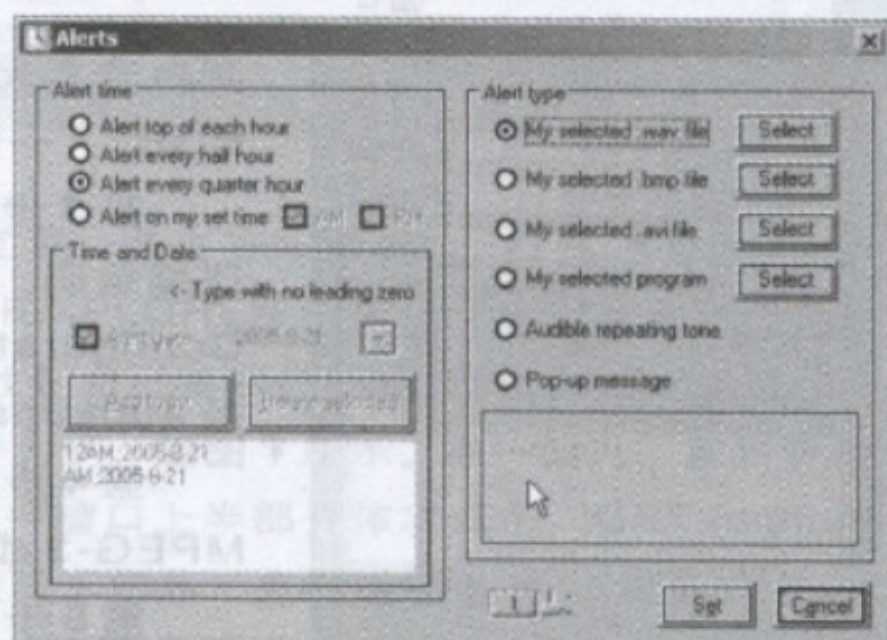 Alerts
Alert time
Alert top of each hour
Alert every half hour
Alert every quarter hour
Alert on my set time AM PM
Time and Date
<- Type with no leading zero
2005-8-21
12AM 2005-8-21
AM 2005-8-21
Alert type
My selected .wav file Select
My selected .bmp file Select
My selected .avi file Select
My selected program Select
Audible repeating tone
Pop-up message
Set Cancel